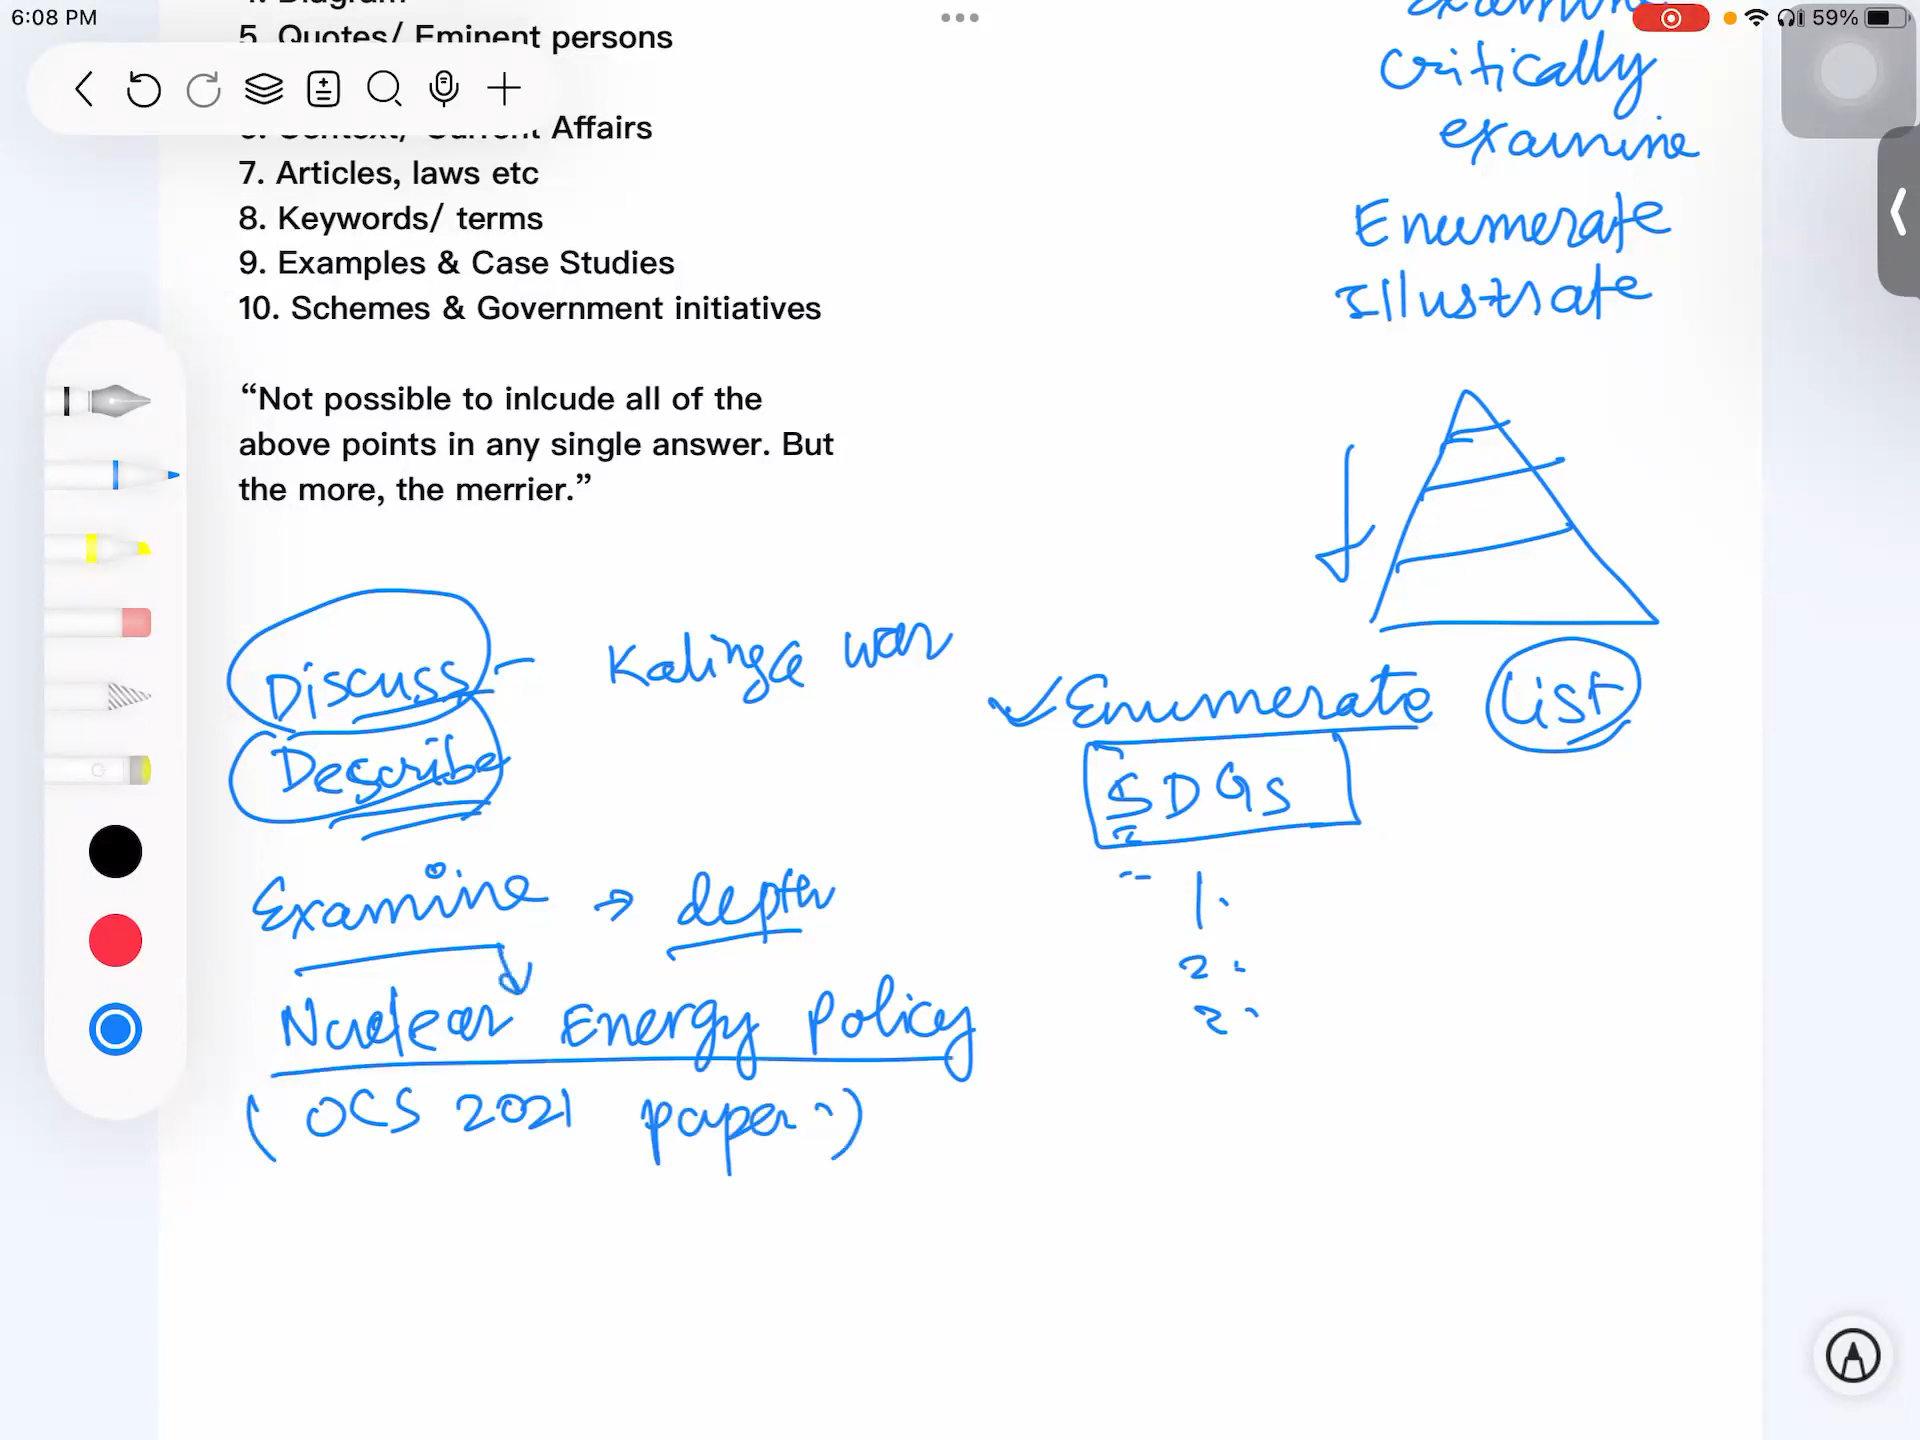 6:08 PM
59%
5. Quotes/ Eminent persons
Affairs
7. Articles, laws etc
8. Keywords/ terms
9. Examples & Case Studies
10. Schemes & Government initiatives
“Not possible to inlcude all of the
above points in any single answer. But
the more, the merrier.”
critically
examine
Enumerate
Illustrate
Discuss - Kalinga war
Describe
Examine → depth
Nuclear Energy Policy
( OCS 2021 paper )
Enumerate List
SDGs
1.
2.